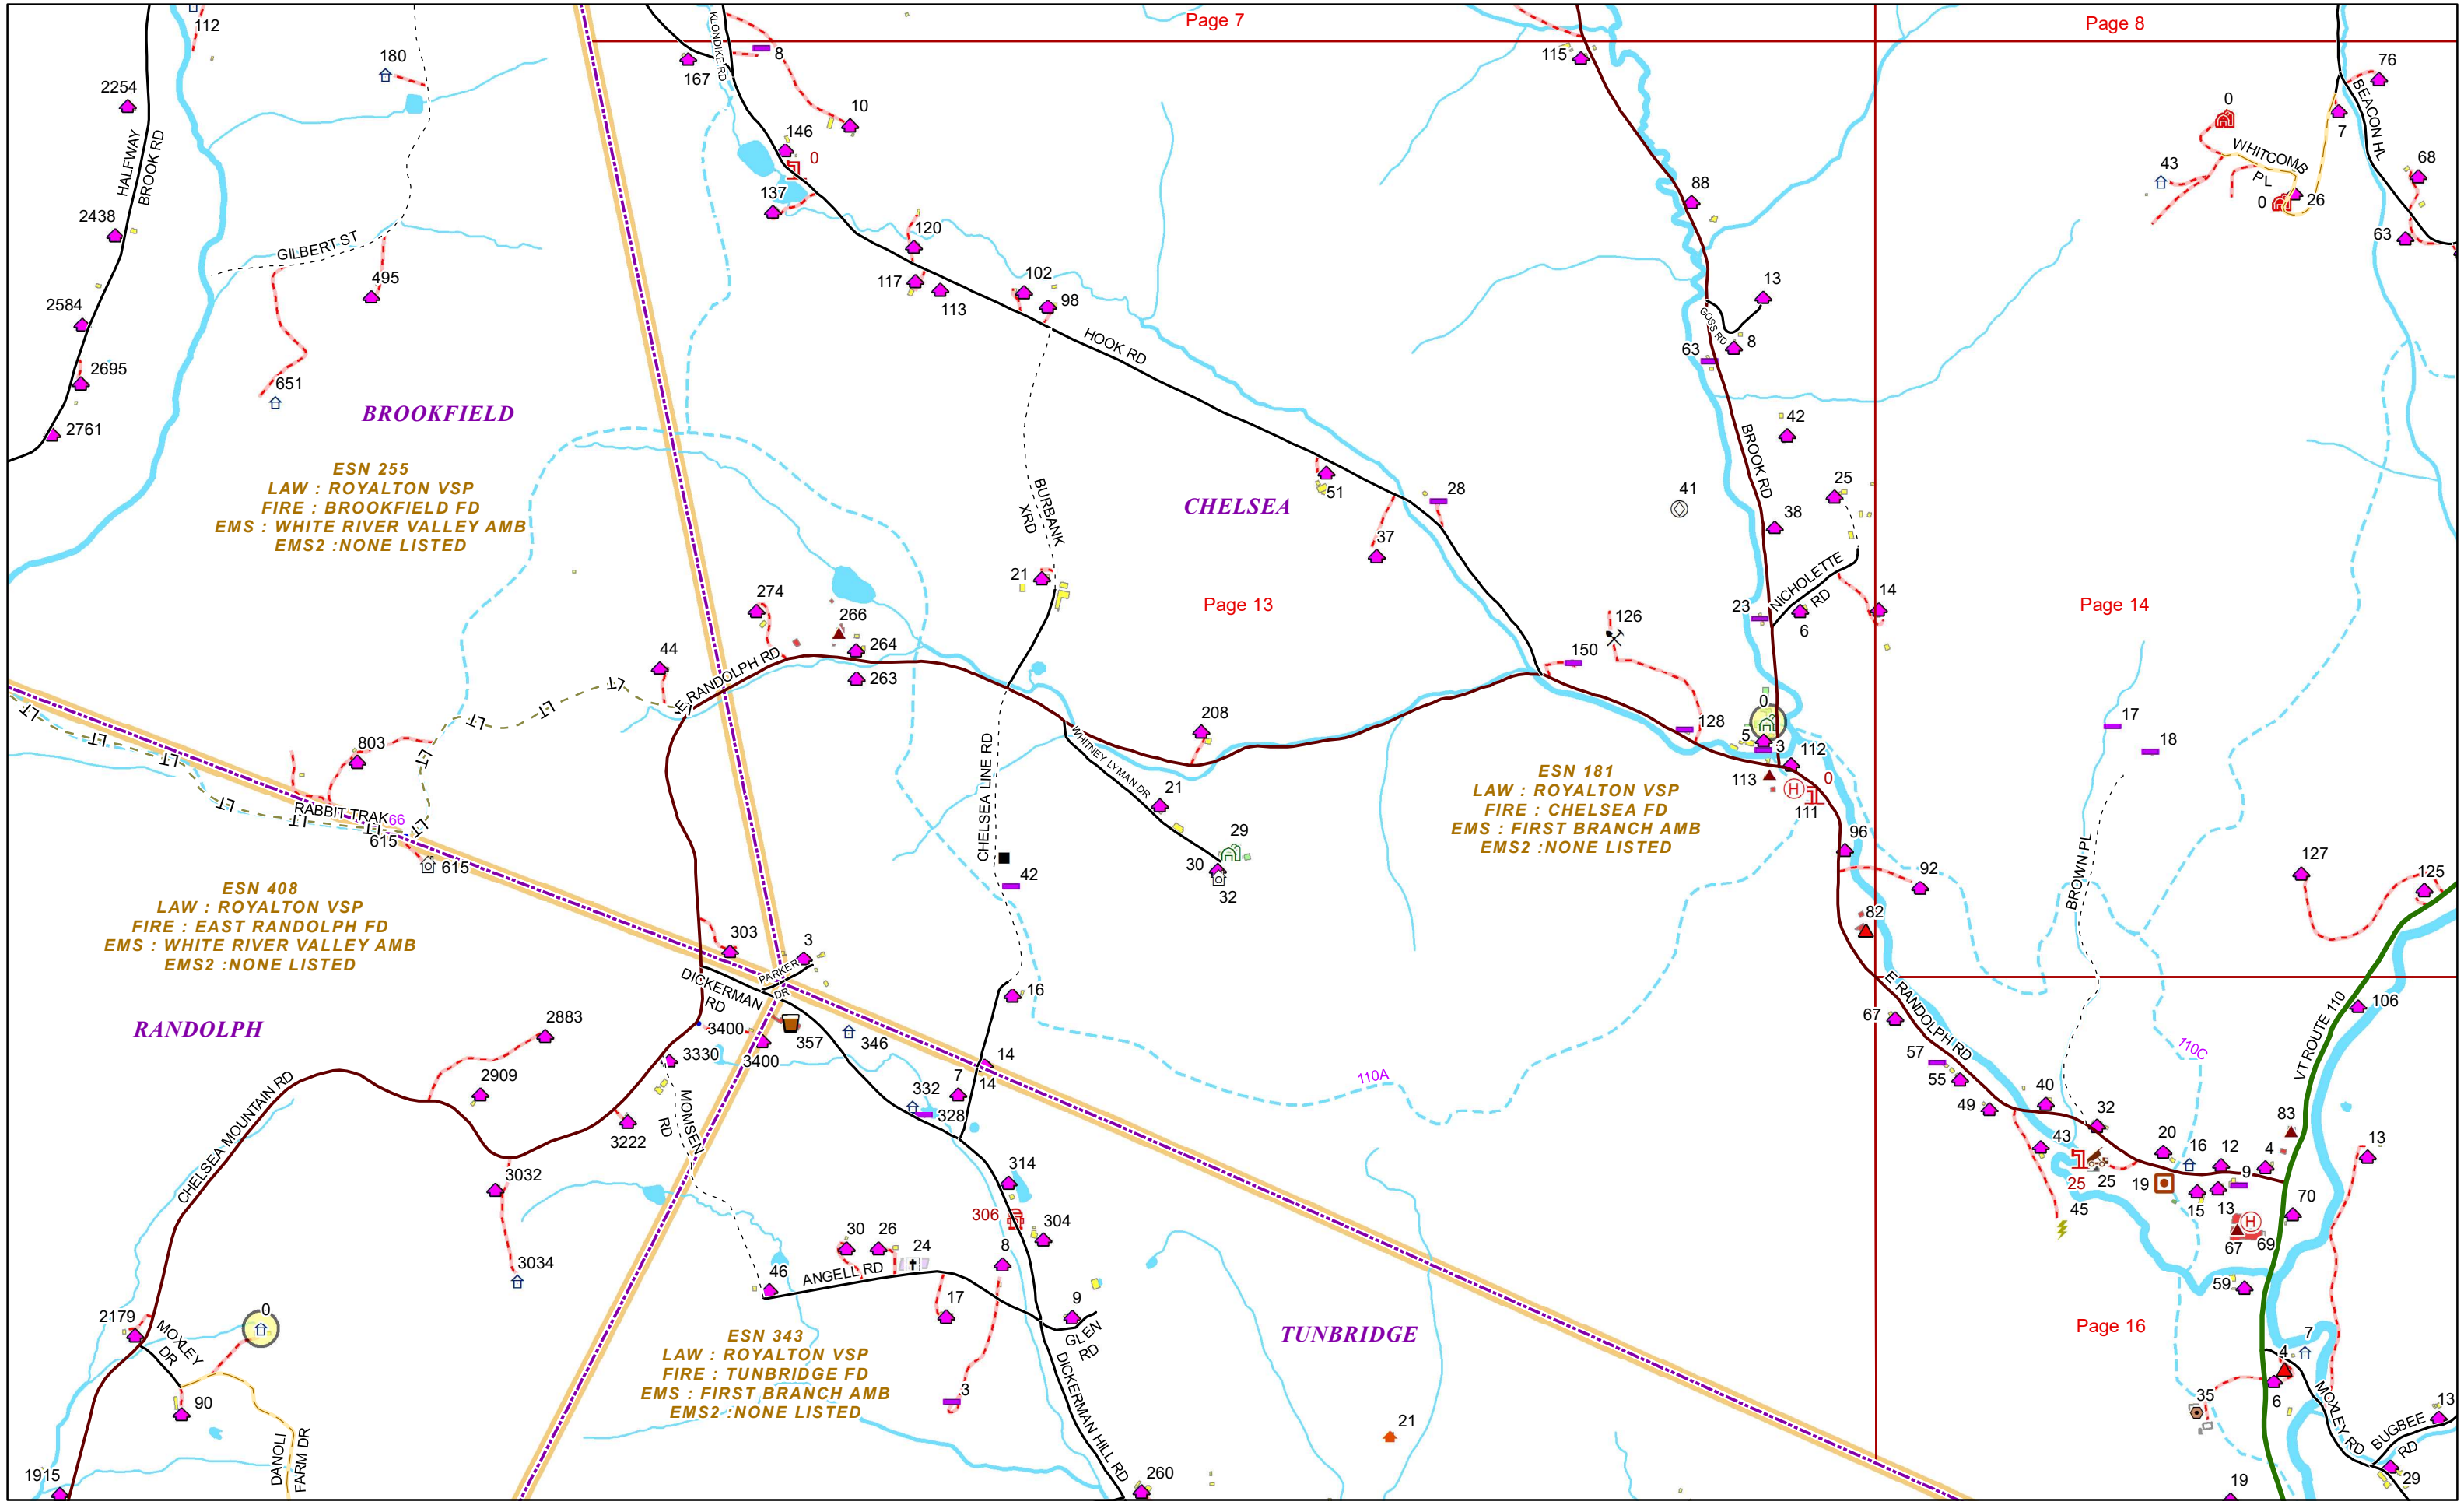 Page 7
Page 8
112
180
2254
HALFWAY
BROOK RD
2438
GILBERT ST
495
2584
2695
651
2761
BROOKFIELD
ESN 255
LAW : ROYALTON VSP
FIRE : BROOKFIELD FD
EMS : WHITE RIVER VALLEY AMB
EMS2 :NONE LISTED
KLONDIKE RD
167
8
10
146
0
137
120
117
113
102
98
HOOK RD
115
88
13
GOSS RD
8
63
42
BROOK RD
41
38
25
NICHOLETTE
RD
23
6
14
76
BEACON HL
7
0
WHITCOMB
PL
43
0
26
68
63
CHELSEA
51
28
37
BURBANK
XRD
21
Page 13
Page 14
274
266
264
263
44
E RANDOLPH RD
126
150
128
208
WHITNEY LYMAN DR
21
29
30
32
CHELSEA LINE RD
42
0
5
3
112
113
0
111
96
92
82
17
18
BROWN PL
127
125
ESN 181
LAW : ROYALTON VSP
FIRE : CHELSEA FD
EMS : FIRST BRANCH AMB
EMS2 :NONE LISTED
LT
LT
LT
LT
LT
LT
LT
LT
LT
LT
LT
LT
803
RABBIT TRAK
66
615
615
ESN 408
LAW : ROYALTON VSP
FIRE : EAST RANDOLPH FD
EMS : WHITE RIVER VALLEY AMB
EMS2 :NONE LISTED
RANDOLPH
303
3
PARKER
DR
DICKERMAN
RD
16
3400
3400
357
346
3330
2883
2909
3222
MOMSEN
RD
CHELSEA MOUNTAIN RD
3032
3034
332
328
7
14
14
110A
314
306
304
8
30
26
24
46
ANGELL RD
17
9
GLEN
RD
3
DICKERMAN HILL RD
260
2179
MOXLEY
DR
0
90
DANOLI
FARM DR
1915
ESN 343
LAW : ROYALTON VSP
FIRE : TUNBRIDGE FD
EMS : FIRST BRANCH AMB
EMS2 :NONE LISTED
TUNBRIDGE
21
E RANDOLPH RD
67
57
55
49
40
43
32
25
25
45
20
19
16
15
12
13
9
4
83
VT ROUTE 110
106
110C
13
70
H
H
67
69
59
Page 16
7
4
6
35
MOXLEY RD
BUGBEE
RD
13
29
19